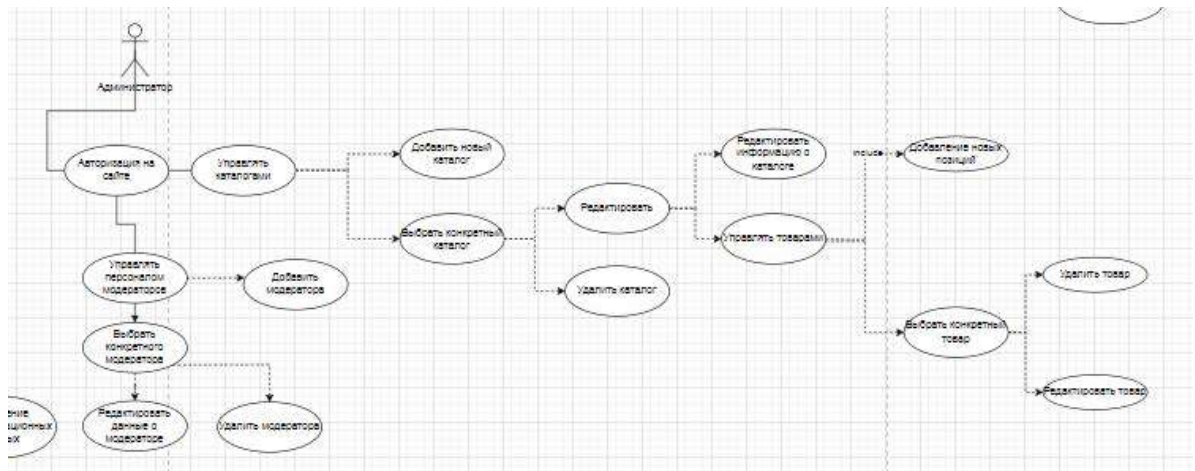 Администратор
Авторизация на
сайте
Управлять
каталогами
Добавить новый
каталог
Выбрать конкретный
каталог
Редактировать
Удалить каталог
Редактировать
информацию о
каталоге
Управлять товарами
include
Добавление новых
позиций
Выбрать конкретный
товар
Удалить товар
Редактировать товар
Управлять
персоналом
модераторов
Добавить
модератора
Выбрать
конкретного
модератора
Редактировать
данные о
модераторе
Удалить модератора